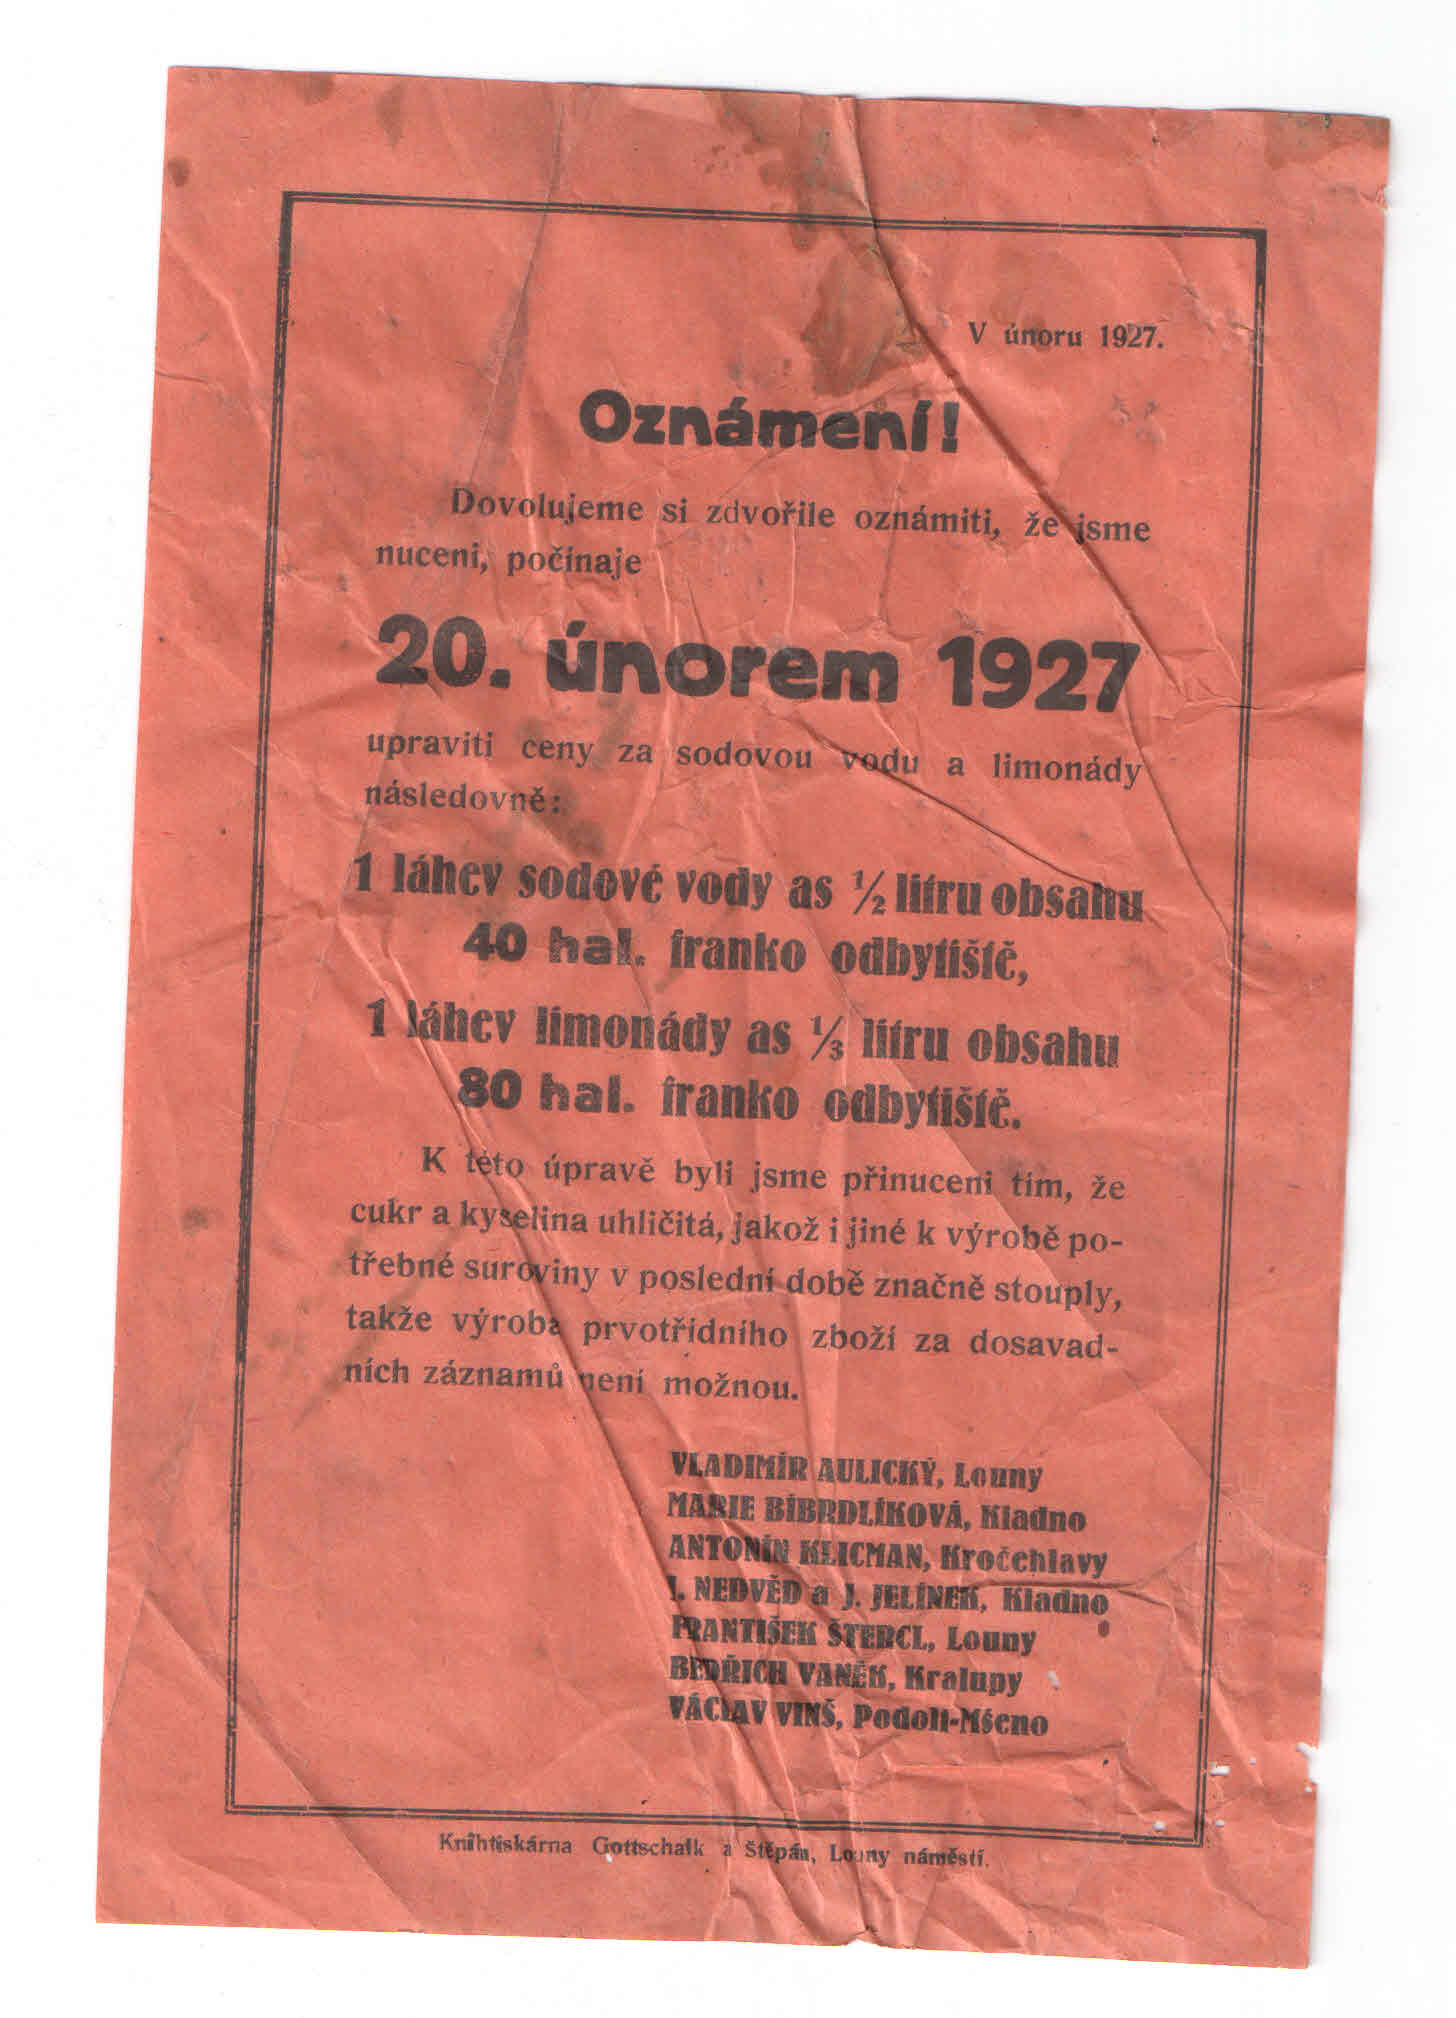 V únoru 1927.
Oznámení!
Dovolujeme si zdvořile oznámiti, že jsme
nuceni, počínaje
20. únorem 1927
upraviti ceny za sodovou vodu a limonády
následovně:
1 láhev sodové vody as ½ litru obsahu
40 hal. franko odbytiště,
1 láhev limonády as ⅓ litru obsahu
80 hal. franko odbytiště.
K této úpravě byli jsme přinuceni tím, že
cukr a kyselina uhličitá, jakož i jiné k výrobě po-
třebné suroviny v poslední době značně stouply,
takže výroba prvotřídního zboží za dosavad-
ních záznamů není možnou.
VLADIMÍR AULICKÝ, Louny
MARIE BÍBRDLÍKOVÁ, Kladno
ANTONÍN KLICMAN, Kročehlavy
J. NEDVĚD a J. JELÍNEK, Kladno
FRANTIŠEK ŠTERCL, Louny
BEDŘICH VANĚK, Kralupy
VÁCLAV VINŠ, Podolí-Mšeno
Knihtiskárna Gottschalk a Štěpán, Louny náměstí.